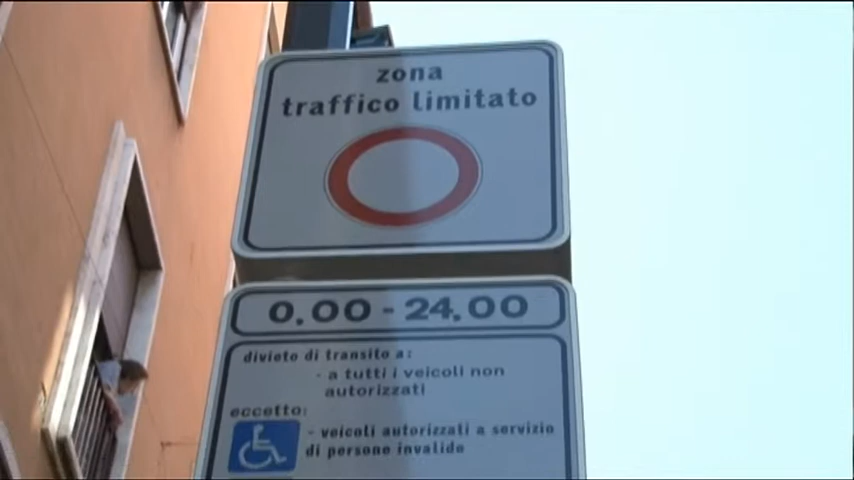 zona
traffico limitato
0.00 - 24.00
divieto di transito a:
- a tutti i veicoli non
autorizzati
eccetto:
- veicoli autorizzati a servizio
di persone invalide